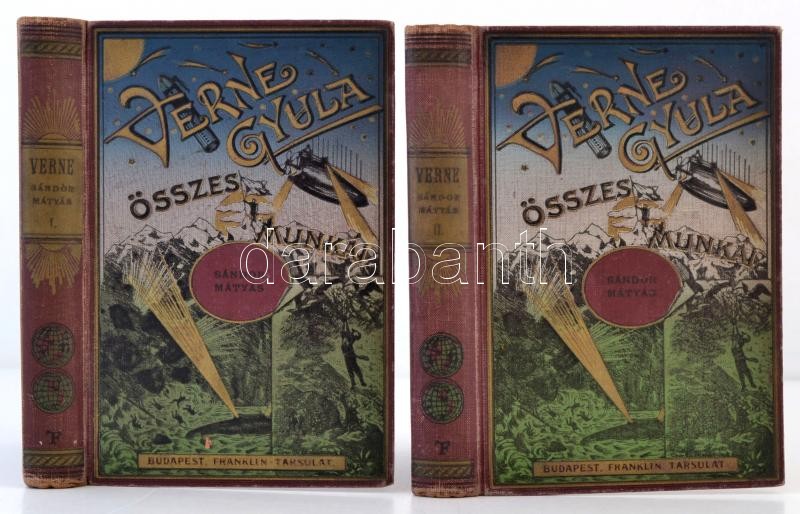 VERNE
SÁNDOR
MÁTYÁS
I.
F
VERNE
GYULA
ÖSSZES
MUNKÁI
SÁNDOR
MÁTYÁS
BUDAPEST, FRANKLIN-TÁRSULAT.
VERNE
SÁNDOR
MÁTYÁS
II.
F
VERNE
GYULA
ÖSSZES
MUNKÁI
SÁNDOR
MÁTYÁS
BUDAPEST, FRANKLIN-TÁRSULAT.
darabanth